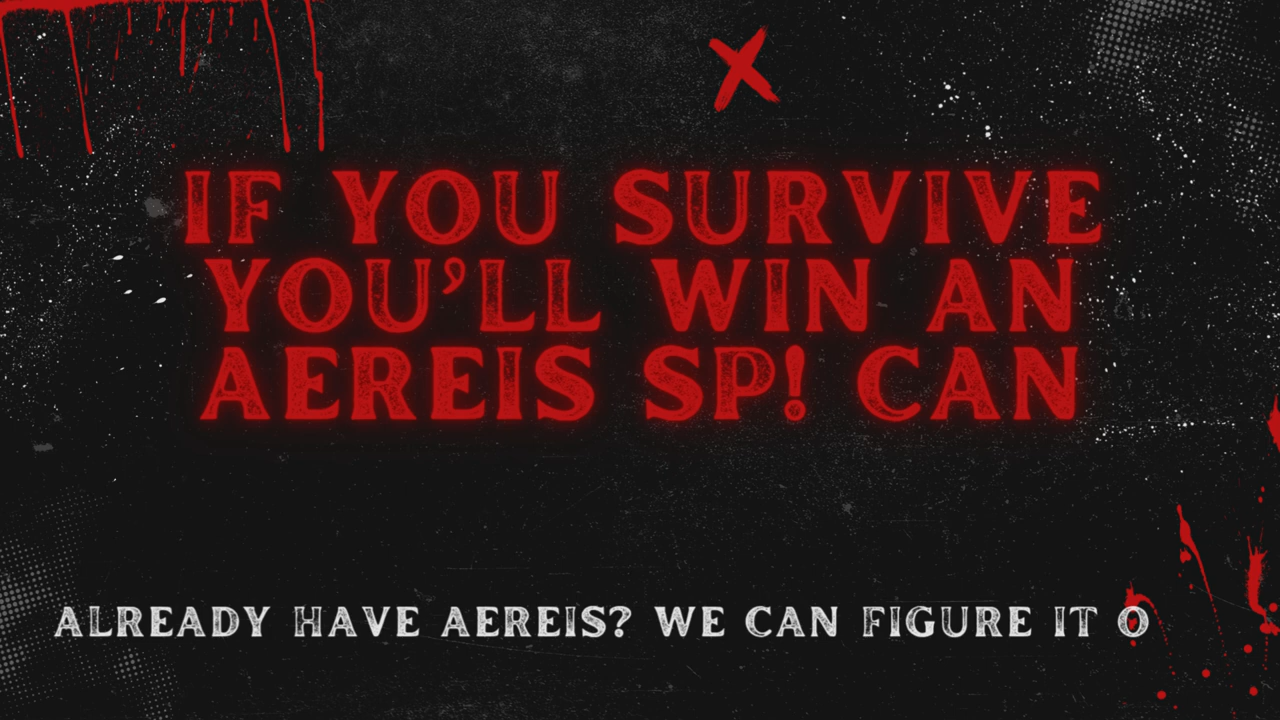 IF YOU SURVIVE
YOU'LL WIN AN
AEREIS SP! CAN
ALREADY HAVE AEREIS? WE CAN FIGURE IT O